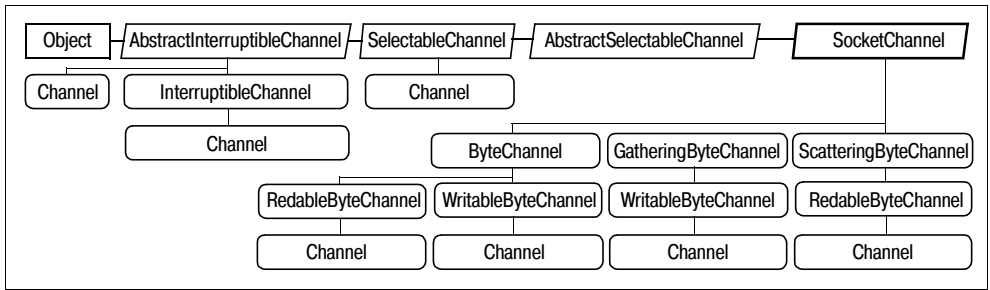 Object AbstractInterruptibleChannel SelectableChannel AbstractSelectableChannel SocketChannel
Channel InterruptibleChannel Channel
Channel
ByteChannel GatheringByteChannel ScatteringByteChannel
RedableByteChannel WritableByteChannel WritableByteChannel RedableByteChannel
Channel Channel Channel Channel